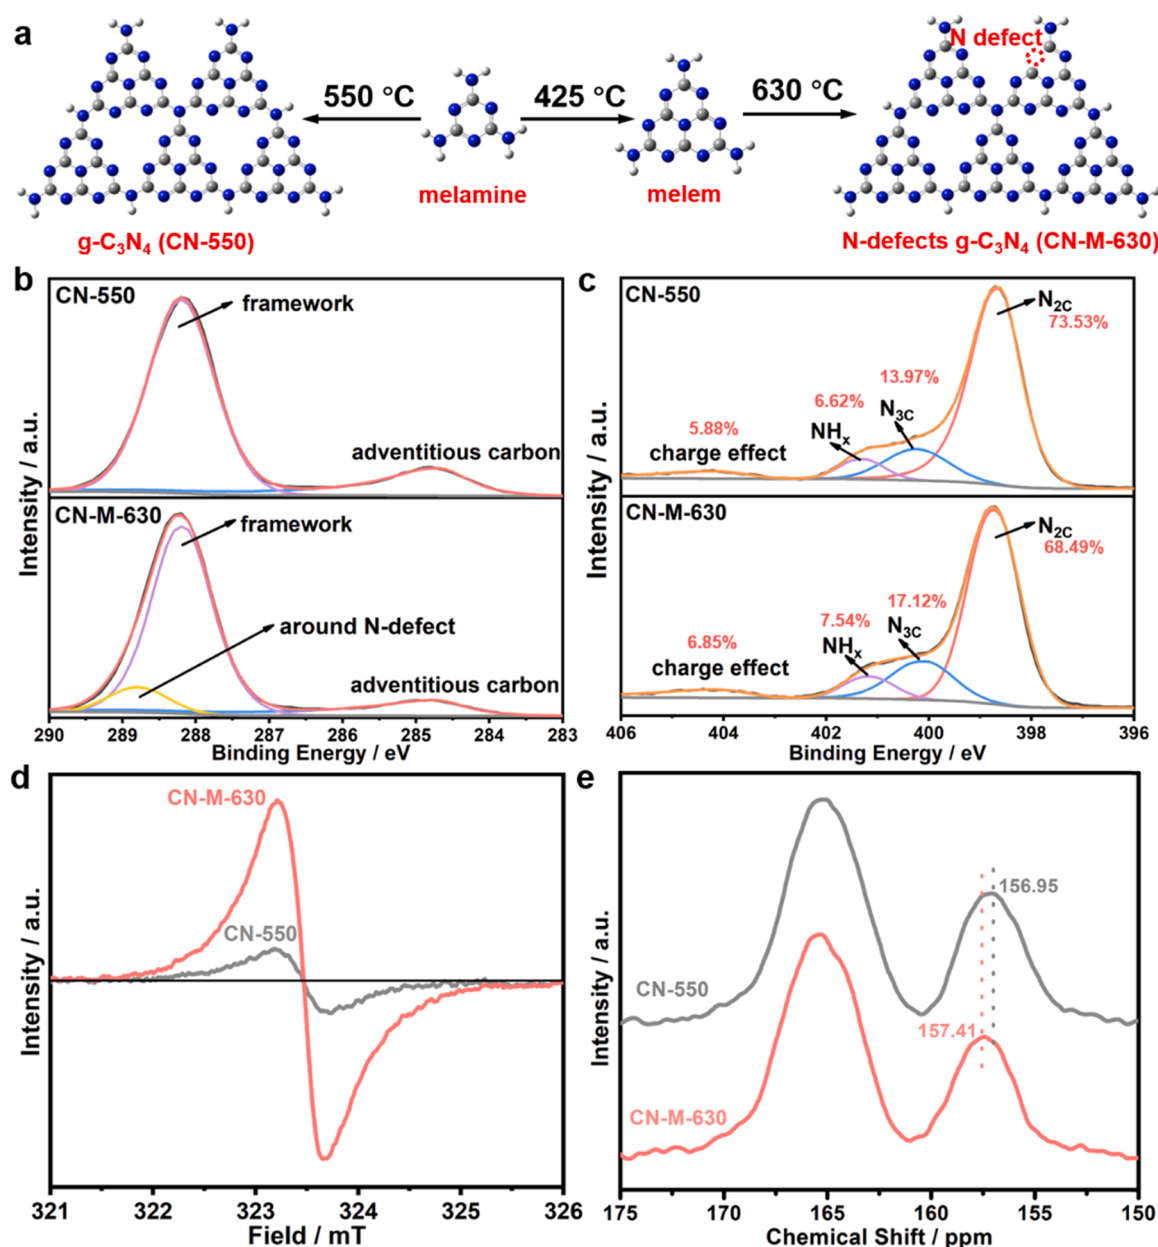 a
550 °C
425 °C
630 °C
N defect
melamine
melem
g-C₃N₄ (CN-550)
N-defects g-C₃N₄ (CN-M-630)
b
CN-550
framework
adventitious carbon
CN-M-630
framework
around N-defect
adventitious carbon
Intensity / a.u.
290 289 288 287 286 285 284 283
Binding Energy / eV
c
CN-550
N₂C
73.53%
13.97%
N₃C
6.62%
NHₓ
5.88%
charge effect
CN-M-630
N₂C
68.49%
17.12%
N₃C
7.54%
NHₓ
6.85%
charge effect
Intensity / a.u.
406 404 402 400 398 396
Binding Energy / eV
d
CN-M-630
CN-550
Intensity / a.u.
321 322 323 324 325 326
Field / mT
e
156.95
CN-550
157.41
CN-M-630
Intensity / a.u.
175 170 165 160 155 150
Chemical Shift / ppm